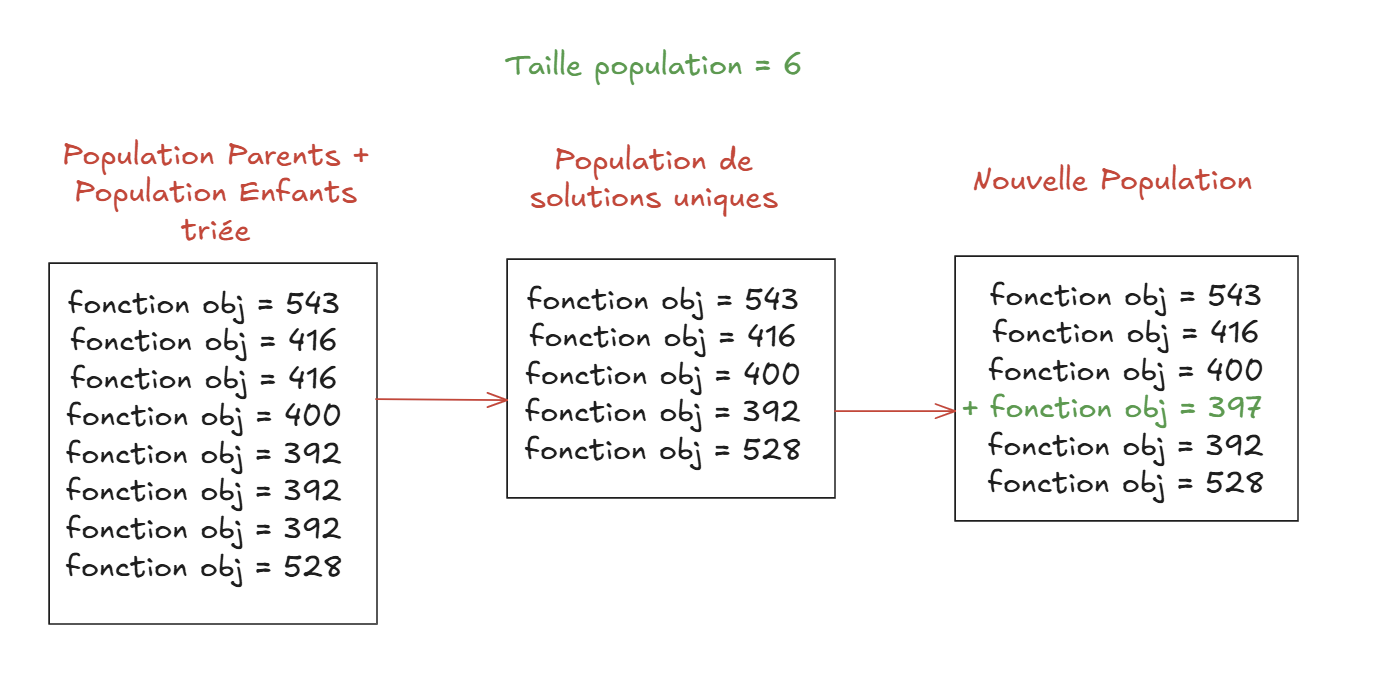 Taille population = 6
Population Parents +
Population Enfants
triée
fonction obj = 543
fonction obj = 416
fonction obj = 416
fonction obj = 400
fonction obj = 392
fonction obj = 392
fonction obj = 392
fonction obj = 528
Population de
solutions uniques
fonction obj = 543
fonction obj = 416
fonction obj = 400
fonction obj = 392
fonction obj = 528
Nouvelle Population
fonction obj = 543
fonction obj = 416
fonction obj = 400
+ fonction obj = 397
fonction obj = 392
fonction obj = 528